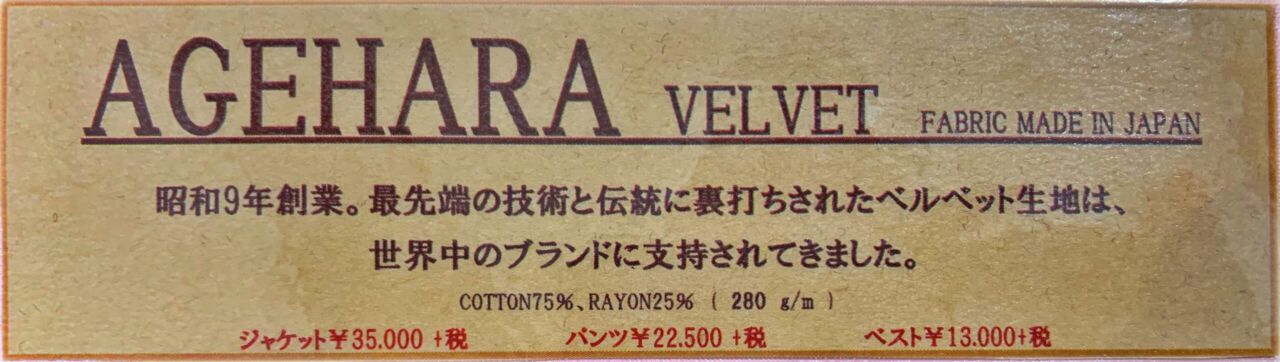 AGEHARA VELVET FABRIC MADE IN JAPAN
昭和9年創業。最先端の技術と伝統に裏打ちされたベルベット生地は、
世界中のブランドに支持されてきました。
COTTON75%、RAYON25% ( 280 g/m )
ジャケット¥35.000 +税 パンツ¥22.500 +税 ベスト¥13.000+税